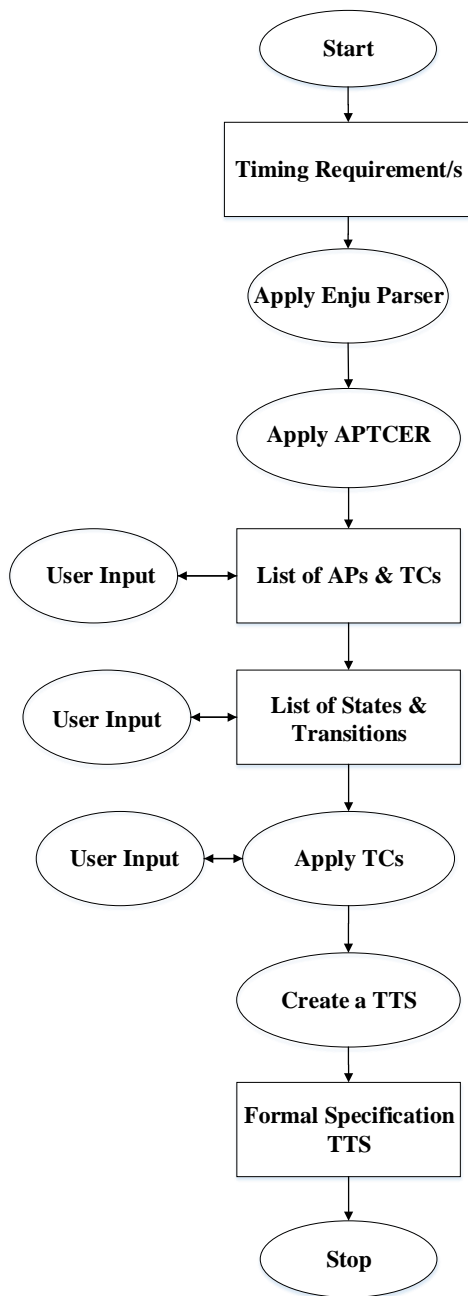 Start
Timing Requirement/s
Apply Enju Parser
Apply APTCER
User Input
List of APs & TCs
User Input
List of States &
Transitions
User Input
Apply TCs
Create a TTS
Formal Specification
TTS
Stop